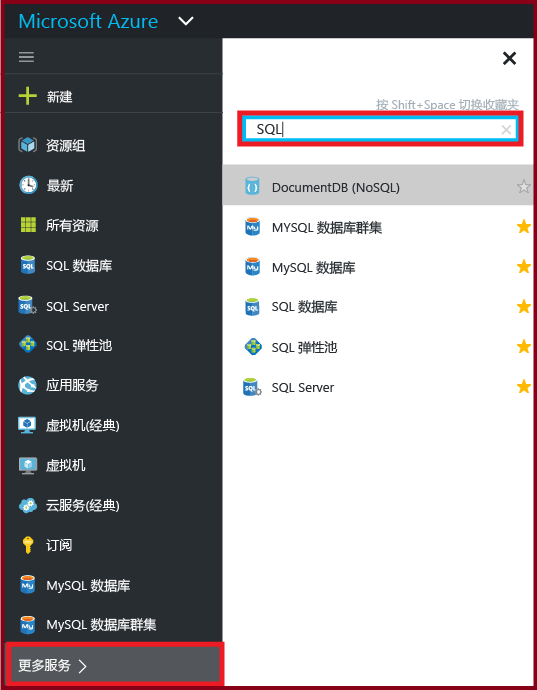 Microsoft Azure
新建
资源组
最新
所有资源
SQL 数据库
SQL Server
SQL 弹性池
应用服务
虚拟机(经典)
虚拟机
云服务(经典)
订阅
MySQL 数据库
MySQL 数据库群集
更多服务
按 Shift+Space 切换收藏夹
SQL
DocumentDB (NoSQL)
MYSQL 数据库群集
MySQL 数据库
SQL 数据库
SQL 弹性池
SQL Server